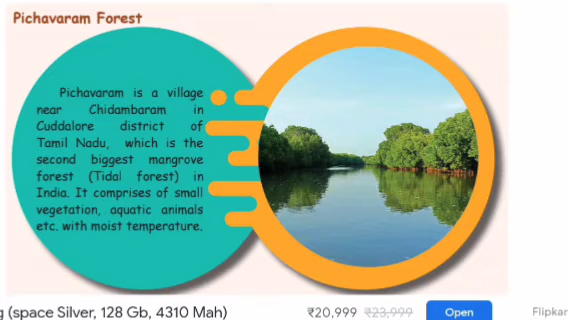 Pichavaram Forest
Pichavaram is a village
near Chidambaram in
Cuddalore district of
Tamil Nadu, which is the
second biggest mangrove
forest (Tidal forest) in
India. It comprises of small
vegetation, aquatic animals
etc. with moist temperature.
g (space Silver, 128 Gb, 4310 Mah) ₹20,999 ₹23,999 Open Flipkar